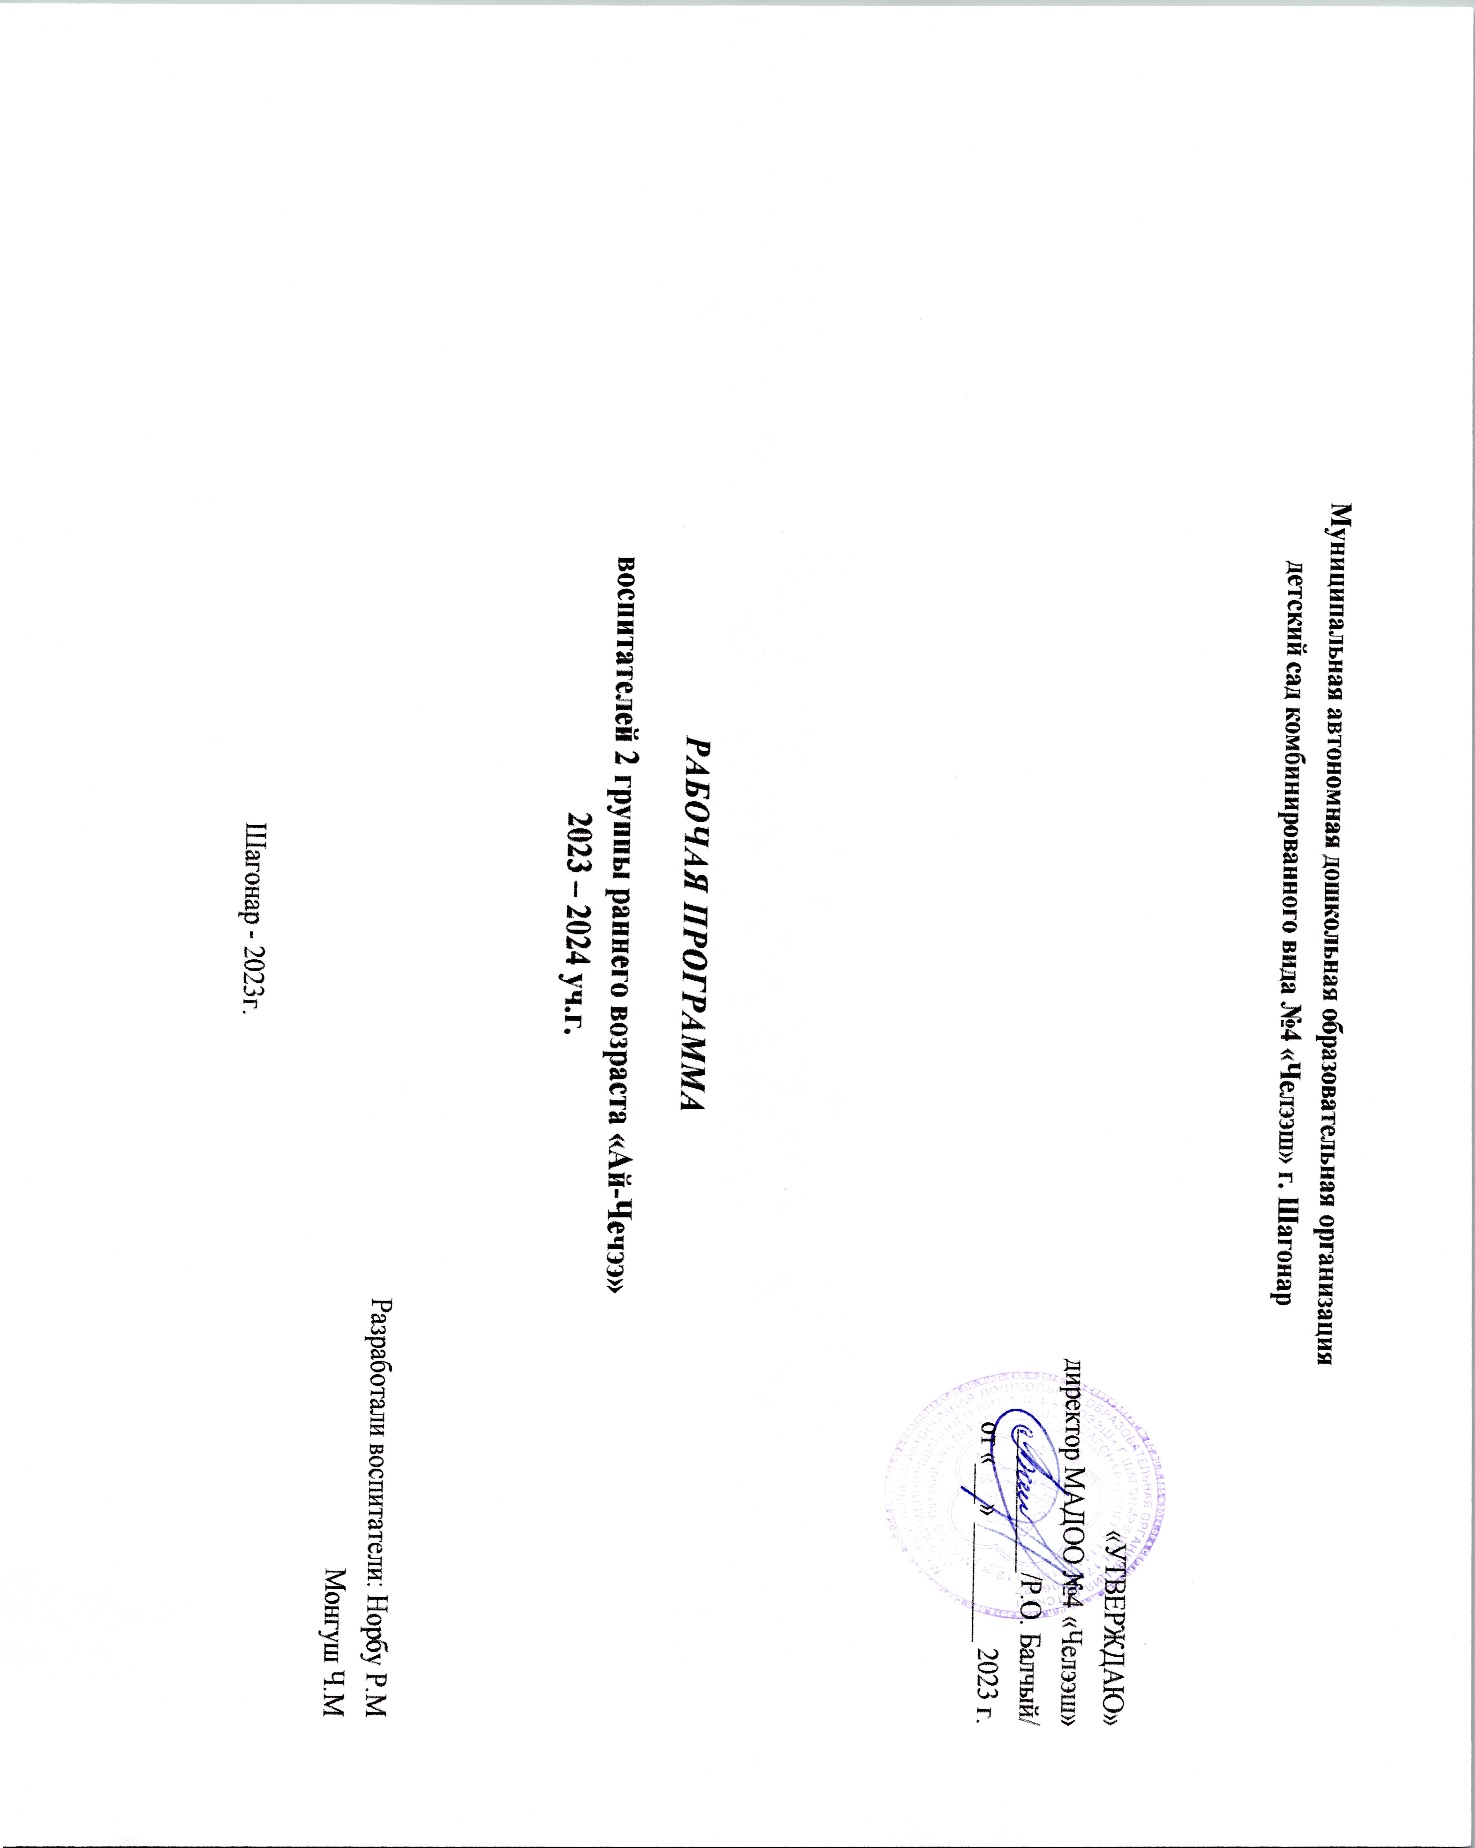 Муниципальная автономная дошкольная образовательная организация
детский сад комбинированного вида №4 «Челээш» г. Шагонар
«УТВЕРЖДАЮ»
директор МАДОО №4 «Челээш»
/Р.О. Балчый/
от «___» _________ 2023 г.
РАБОЧАЯ ПРОГРАММА
воспитателей 2 группы раннего возраста «Ай-Чечээ»
2023 – 2024 уч.г.
Разработали воспитатели: Норбу Р.М
Монгуш Ч.М
Шагонар - 2023г.